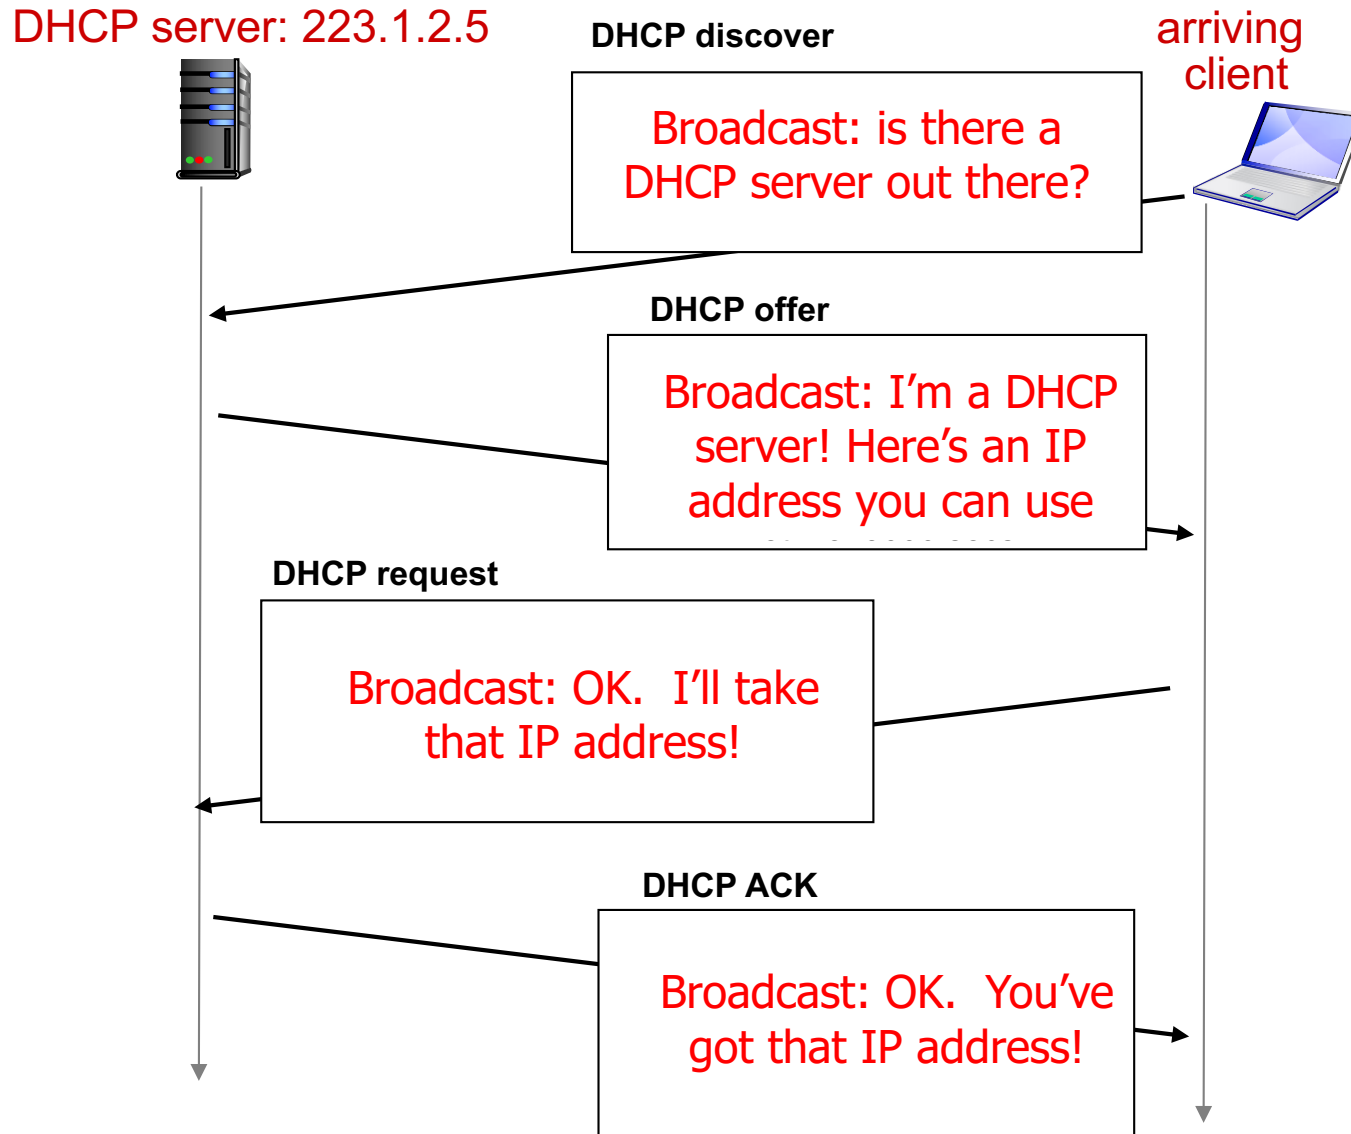 DHCP server: 223.1.2.5
DHCP discover
arriving
client
Broadcast: is there a
DHCP server out there?
DHCP offer
Broadcast: I’m a DHCP
server! Here’s an IP
address you can use
DHCP request
Broadcast: OK.  I’ll take
that IP address!
DHCP ACK
Broadcast: OK.  You’ve
got that IP address!